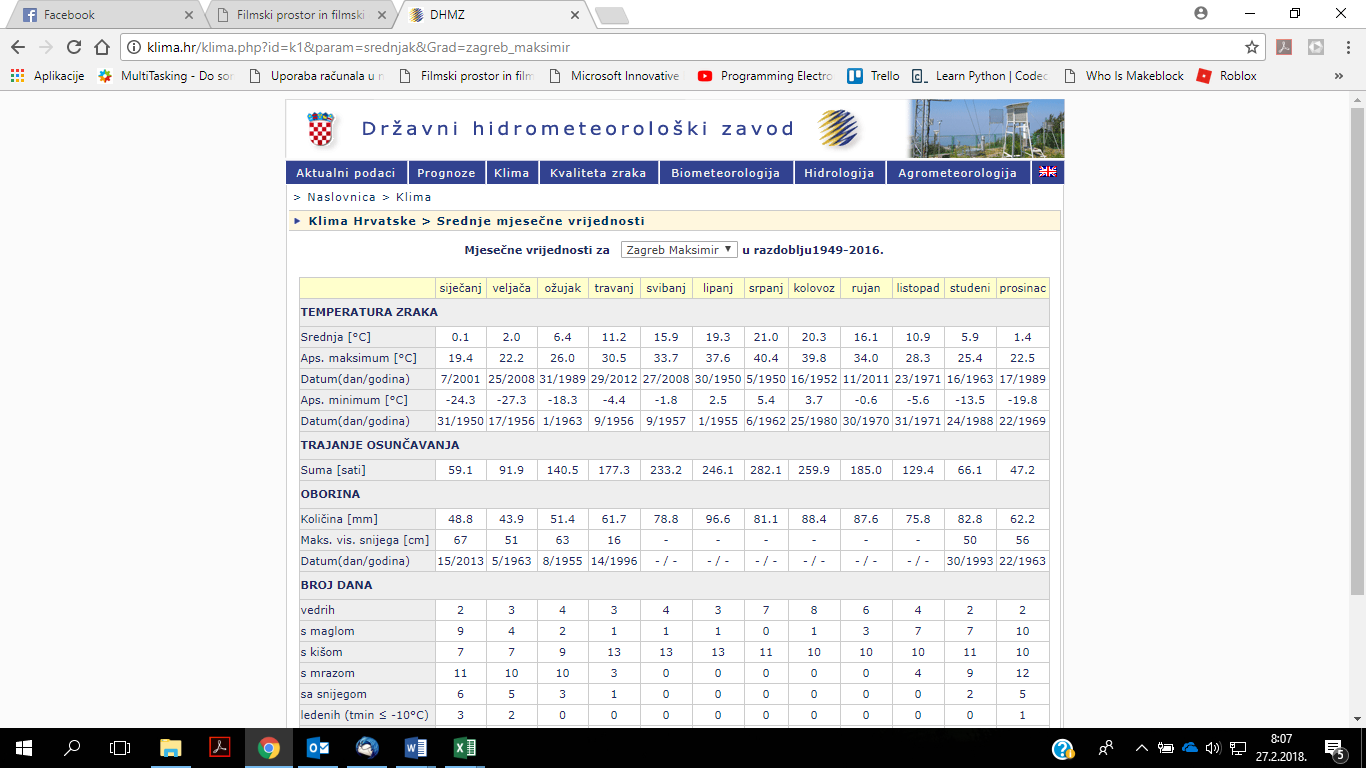 Facebook
Filmski prostor in filmski
DHMZ
klima.hr/klima.php?id=k1&param=srednjak&Grad=zagreb_maksimir
Aplikacije MultiTasking - Do son Uporaba računala u n Filmski prostor in film Microsoft Innovative Programming Electro Trello Learn Python | Codec Who Is Makeblock Roblox »
Državni hidrometeorološki zavod
Aktualni podaci Prognoze Klima Kvaliteta zraka Biometeorologija Hidrologija Agrometeorologija
> Naslovnica > Klima
Klima Hrvatske > Srednje mjesečne vrijednosti
Mjesečne vrijednosti za Zagreb Maksimir u razdoblju1949-2016.
siječanj veljača ožujak travanj svibanj lipanj srpanj kolovoz rujan listopad studeni prosinac
TEMPERATURA ZRAKA
Srednja [°C] 0.1 2.0 6.4 11.2 15.9 19.3 21.0 20.3 16.1 10.9 5.9 1.4
Aps. maksimum [°C] 19.4 22.2 26.0 30.5 33.7 37.6 40.4 39.8 34.0 28.3 25.4 22.5
Datum(dan/godina) 7/2001 25/2008 31/1989 29/2012 27/2008 30/1950 5/1950 16/1952 11/2011 23/1971 16/1963 17/1989
Aps. minimum [°C] -24.3 -27.3 -18.3 -4.4 -1.8 2.5 5.4 3.7 -0.6 -5.6 -13.5 -19.8
Datum(dan/godina) 31/1950 17/1956 1/1963 9/1956 9/1957 1/1955 6/1962 25/1980 30/1970 31/1971 24/1988 22/1969
TRAJANJE OSUNČAVANJA
Suma [sati] 59.1 91.9 140.5 177.3 233.2 246.1 282.1 259.9 185.0 129.4 66.1 47.2
OBORINA
Količina [mm] 48.8 43.9 51.4 61.7 78.8 96.6 81.1 88.4 87.6 75.8 82.8 62.2
Maks. vis. snijega [cm] 67 51 63 16 - - - - - - 50 56
Datum(dan/godina) 15/2013 5/1963 8/1955 14/1996 - / - - / - - / - - / - - / - - / - 30/1993 22/1963
BROJ DANA
vedrih 2 3 4 3 4 3 7 8 6 4 2 2
s maglom 9 4 2 1 1 1 0 1 3 7 7 10
s kišom 7 7 9 13 13 13 11 10 10 10 11 10
s mrazom 11 10 10 3 0 0 0 0 0 4 9 12
sa snijegom 6 5 3 1 0 0 0 0 0 0 2 5
ledenih (tmin ≤ -10°C) 3 2 0 0 0 0 0 0 0 0 0 1
8:07
27.2.2018.
5